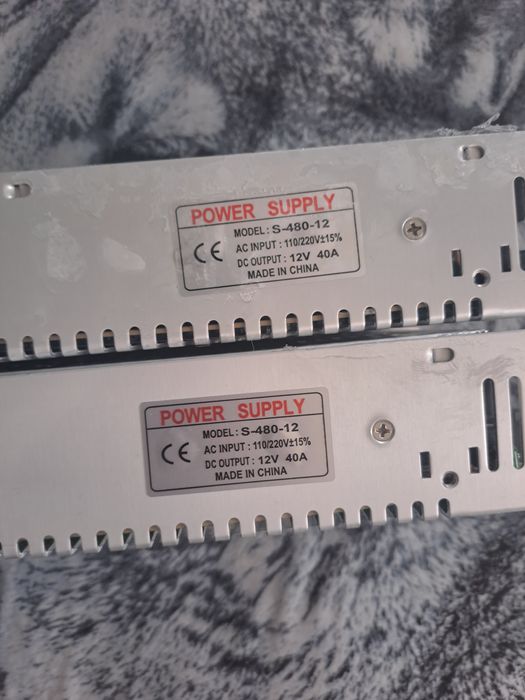 POWER SUPPLY
MODEL : S-480-12
CE AC INPUT : 110/220V±15%
DC OUTPUT : 12V 40A
MADE IN CHINA
POWER SUPPLY
MODEL : S-480-12
CE AC INPUT : 110/220V±15%
DC OUTPUT : 12V 40A
MADE IN CHINA